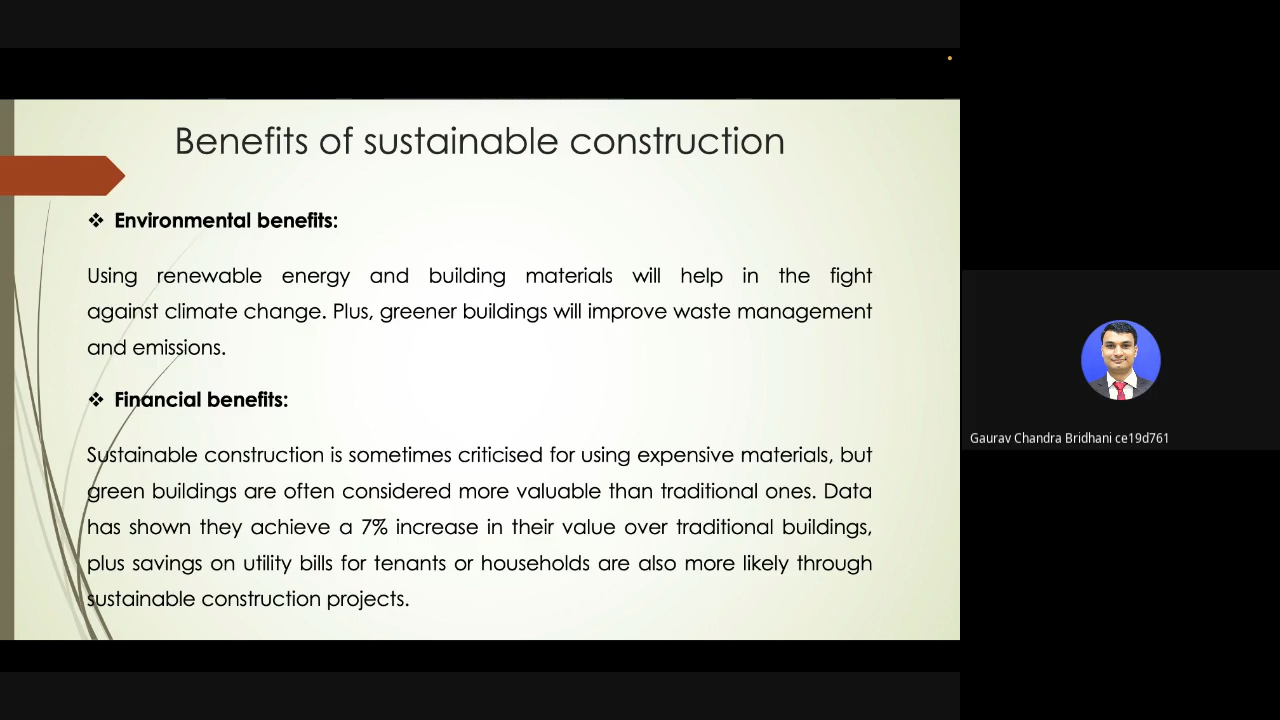 Benefits of sustainable construction
❖ Environmental benefits:
Using renewable energy and building materials will help in the fight
against climate change. Plus, greener buildings will improve waste management
and emissions.
❖ Financial benefits:
Sustainable construction is sometimes criticised for using expensive materials, but
green buildings are often considered more valuable than traditional ones. Data
has shown they achieve a 7% increase in their value over traditional buildings,
plus savings on utility bills for tenants or households are also more likely through
sustainable construction projects.
Gaurav Chandra Bridhani ce19d761